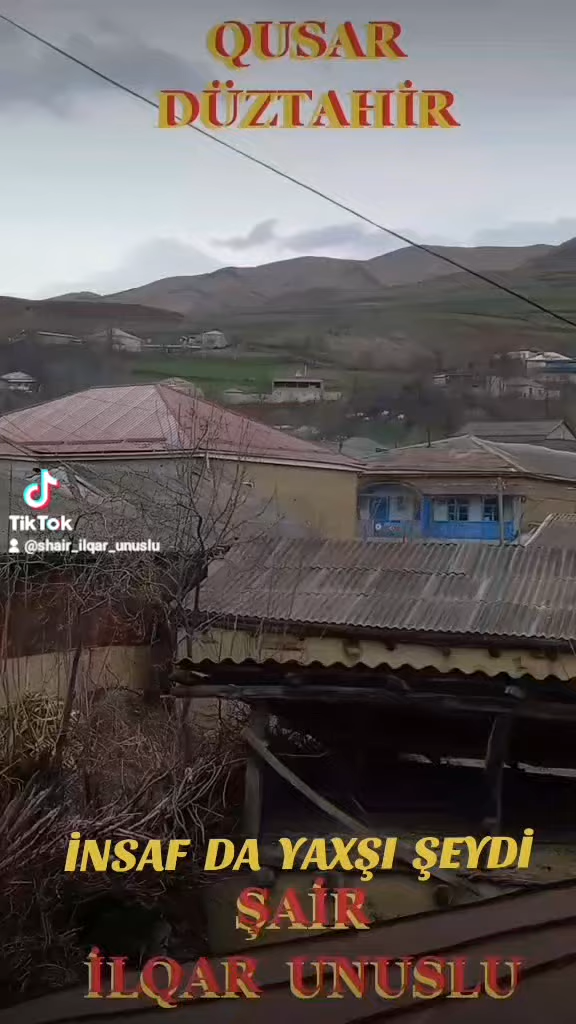 QUSAR
DÜZTAHİR
TikTok
@shair_ilqar_unuslu
İNSAF DA YAXŞI ŞEYDİ
ŞAİR
İLQAR UNUSLU